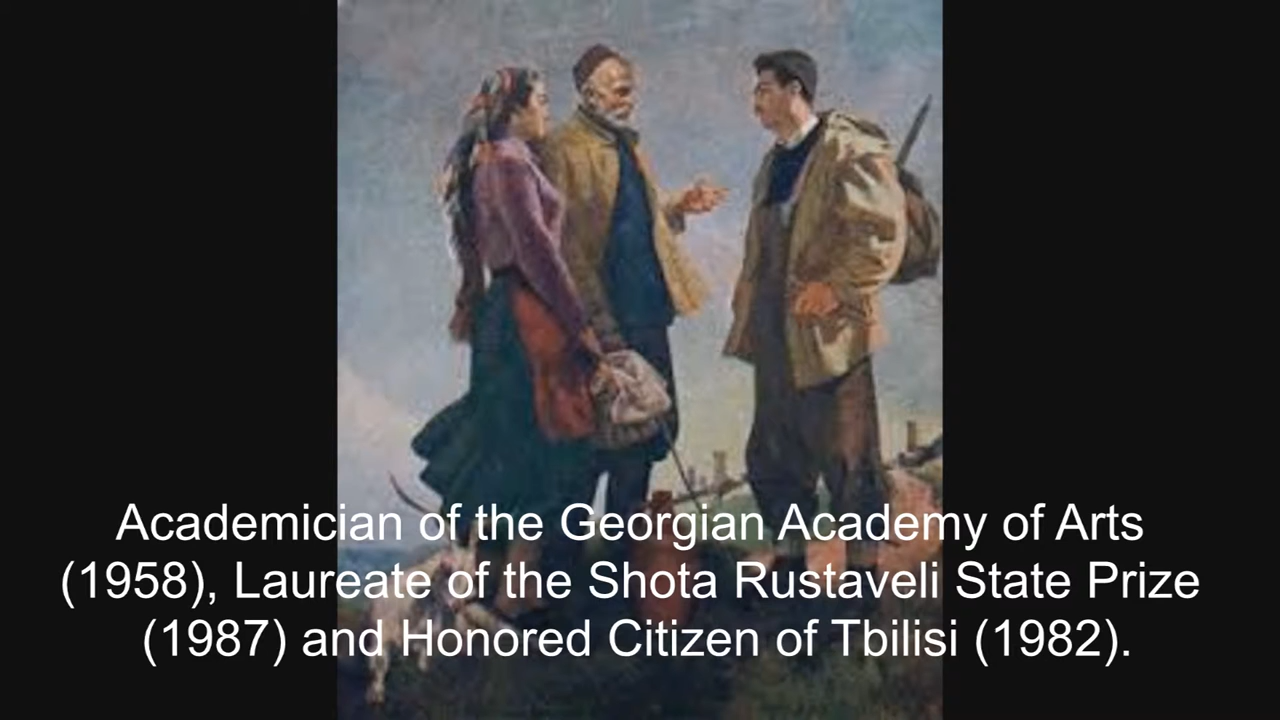 Academician of the Georgian Academy of Arts
(1958), Laureate of the Shota Rustaveli State Prize
(1987) and Honored Citizen of Tbilisi (1982).